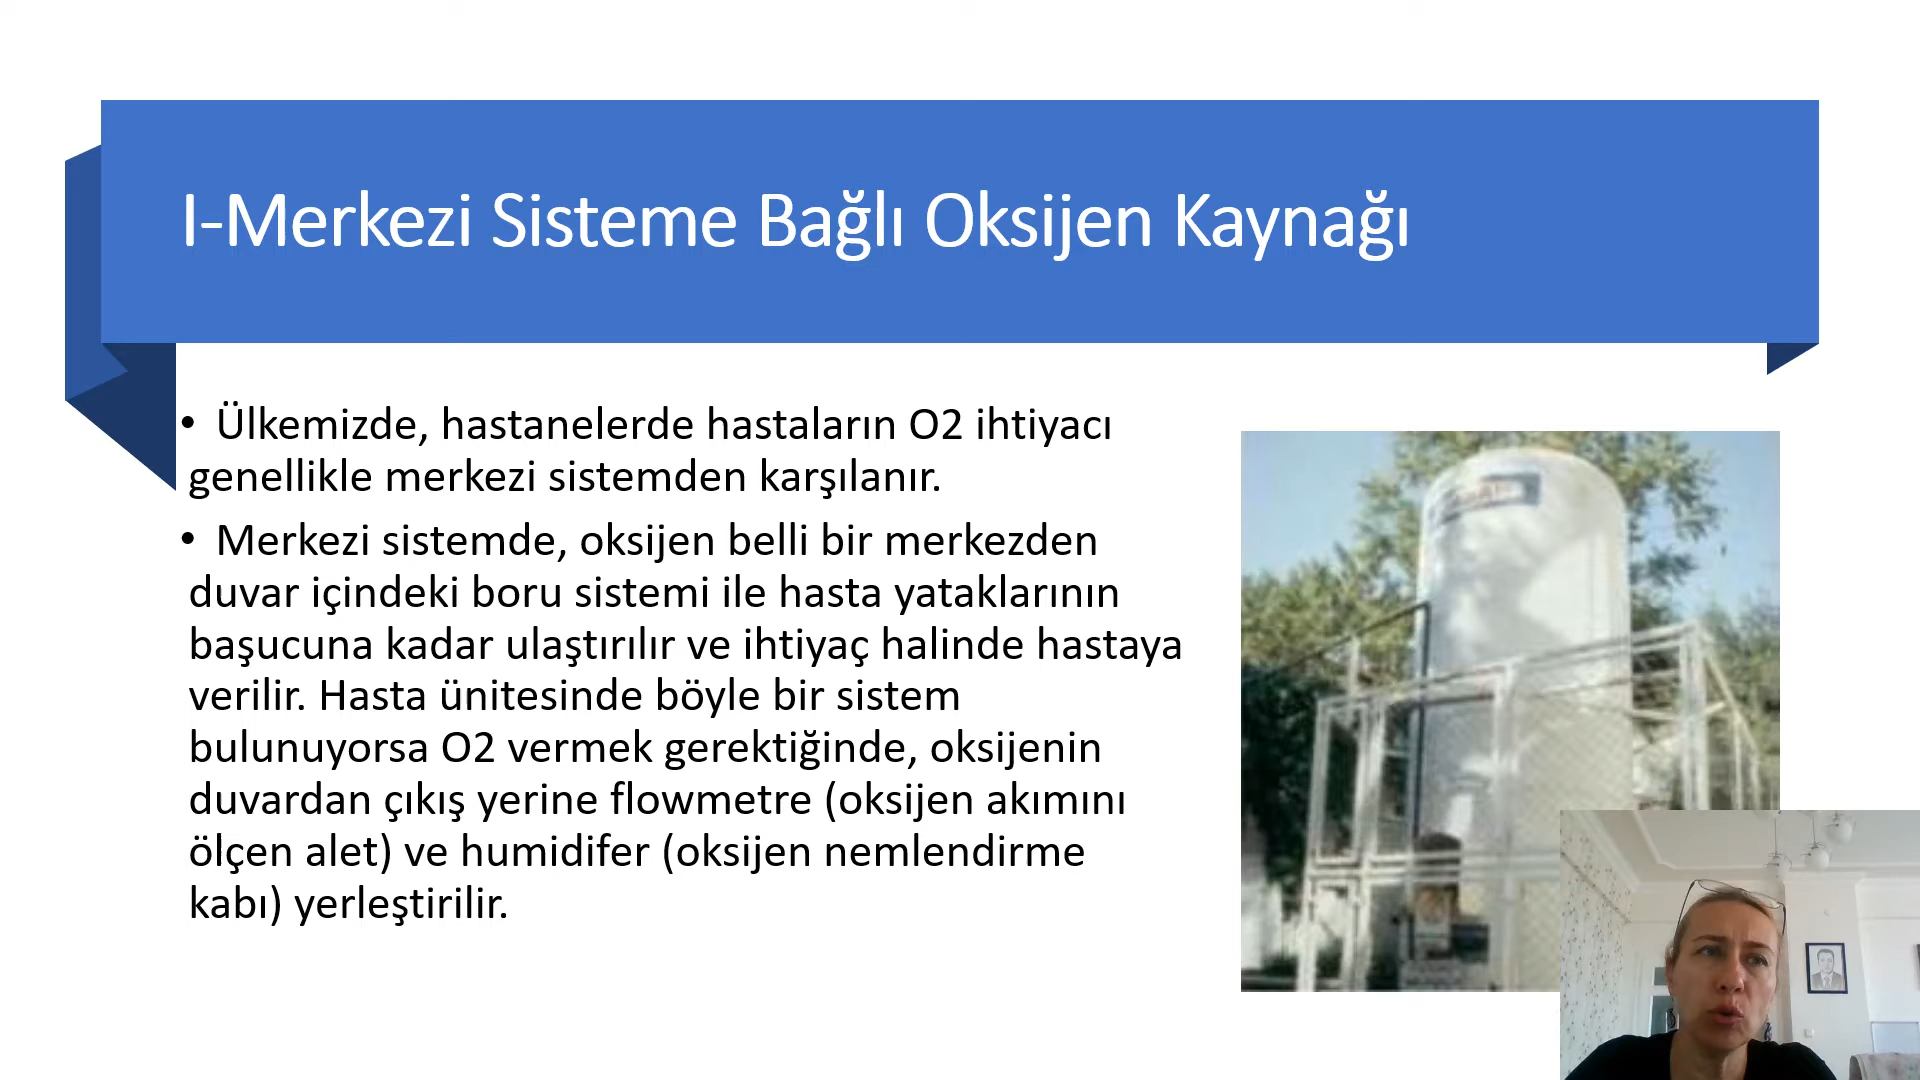 I-Merkezi Sisteme Bağlı Oksijen Kaynağı
• Ülkemizde, hastanelerde hastaların O2 ihtiyacı
genellikle merkezi sistemden karşılanır.
• Merkezi sistemde, oksijen belli bir merkezden
duvar içindeki boru sistemi ile hasta yataklarının
başucuna kadar ulaştırılır ve ihtiyaç halinde hastaya
verilir. Hasta ünitesinde böyle bir sistem
bulunuyorsa O2 vermek gerektiğinde, oksijenin
duvardan çıkış yerine flowmetre (oksijen akımını
ölçen alet) ve humidifer (oksijen nemlendirme
kabı) yerleştirilir.